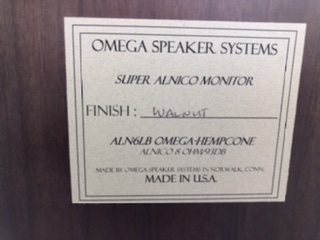 OMEGA SPEAKER SYSTEMS
SUPER ALNICO MONITOR
FINISH : WALNUT
ALN6LB OMEGA-HEMPCONE
ALNICO 8 OHM/93DB
MADE BY OMEGA SPEAKER SYSTEMS IN NORWALK, CONN.
MADE IN U.S.A.